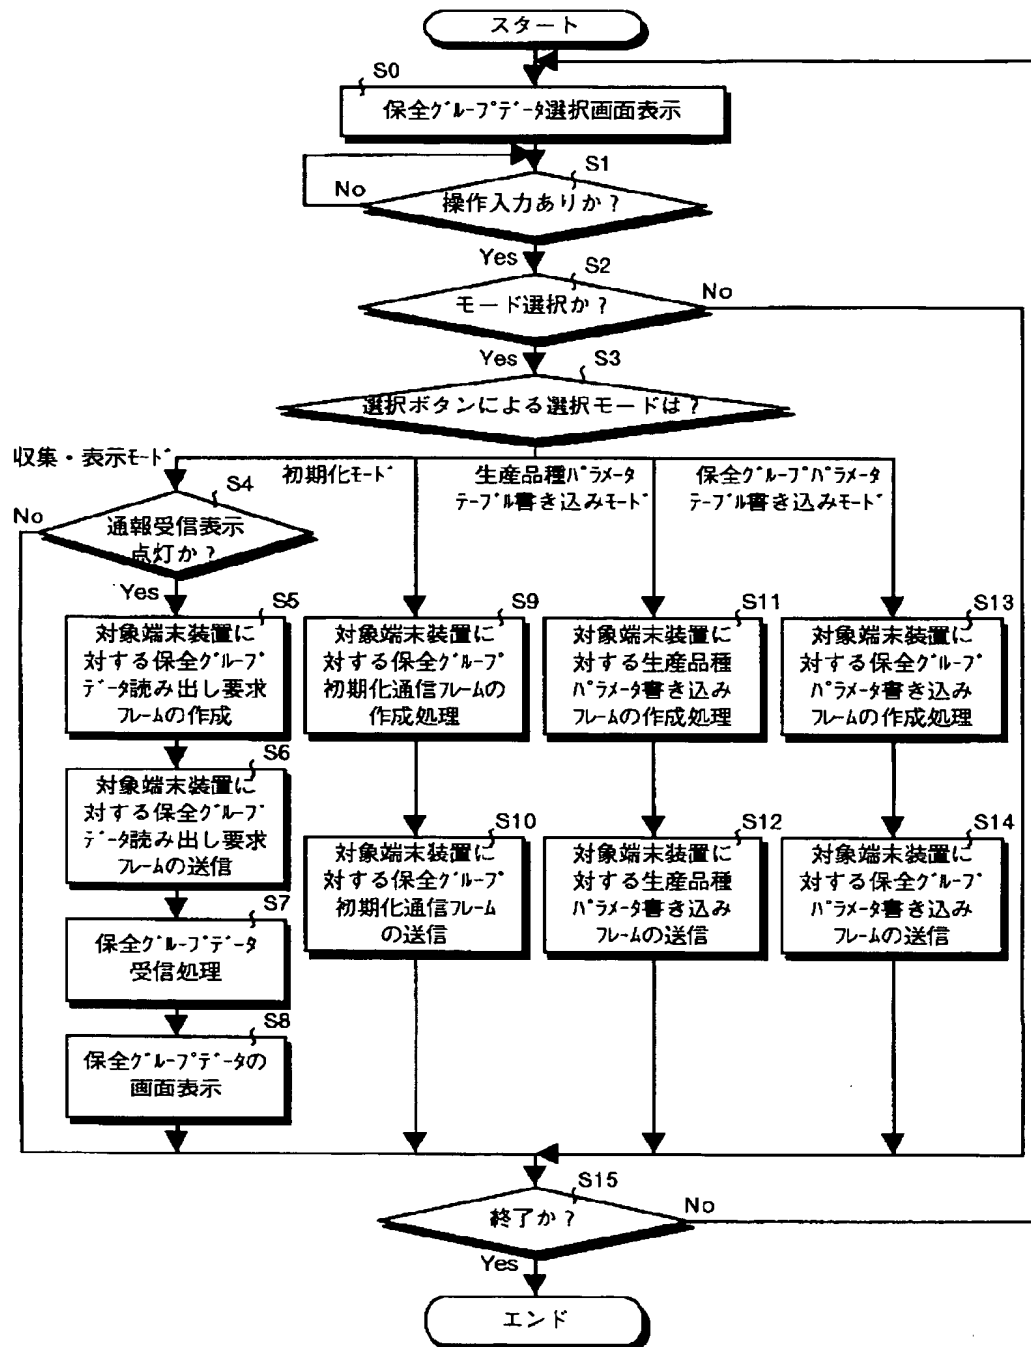 スタート
S0
保全グループデータ選択画面表示
S1
No
操作入力ありか?
Yes
S2
モード選択か?
No
Yes
S3
選択ボタンによる選択モードは?
収集・表示モード
初期化モード
生産品種パラメータ
テーブル書き込みモード
保全グループパラメータ
テーブル書き込みモード
S4
No
通報受信表示
点灯か?
Yes
S5
対象端末装置に
対する保全グループ
データ読み出し要求
フレームの作成
S9
対象端末装置に
対する保全グループ
初期化通信フレームの
作成処理
S11
対象端末装置に
対する生産品種
パラメータ書き込み
フレームの作成処理
S13
対象端末装置に
対する保全グループ
パラメータ書き込み
フレームの作成処理
S6
対象端末装置に
対する保全グループ
データ読み出し要求
フレームの送信
S10
対象端末装置に
対する保全グループ
初期化通信フレーム
の送信
S12
対象端末装置に
対する生産品種
パラメータ書き込み
フレームの送信
S14
対象端末装置に
対する保全グループ
パラメータ書き込み
フレームの送信
S7
保全グループデータ
受信処理
S8
保全グループデータの
画面表示
S15
終了か?
No
Yes
エンド